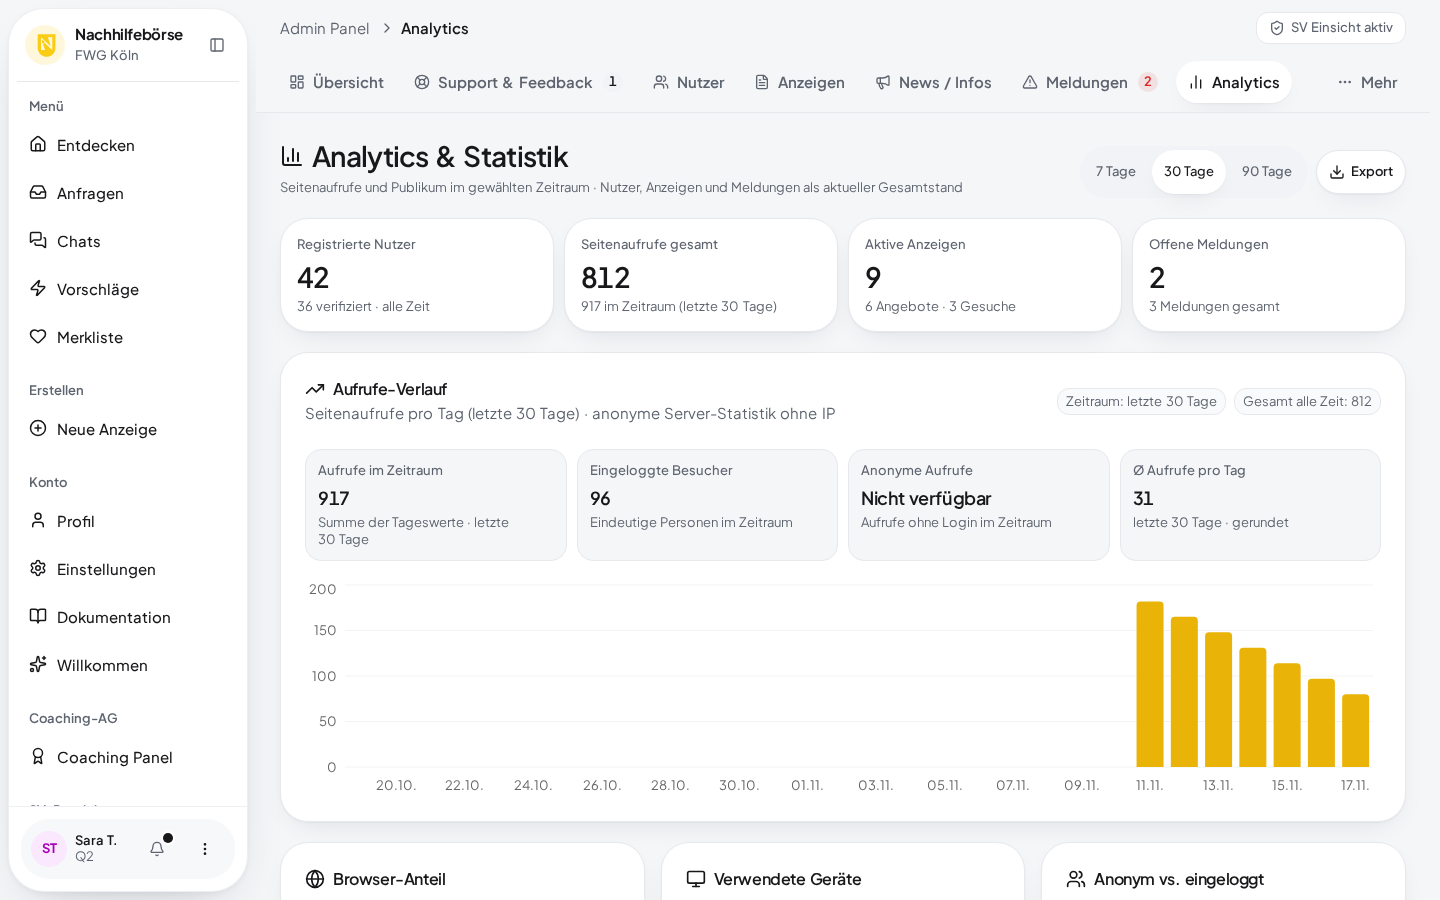 Nachhilfebörse
FWG Köln
Menü
Entdecken
Anfragen
Chats
Vorschläge
Merkliste
Erstellen
Neue Anzeige
Konto
Profil
Einstellungen
Dokumentation
Willkommen
Coaching-AG
Coaching Panel
ST
Sara T.
Q2
Admin Panel > Analytics
SV Einsicht aktiv
Übersicht
Support & Feedback 1
Nutzer
Anzeigen
News / Infos
Meldungen 2
Analytics
Mehr
Analytics & Statistik
Seitenaufrufe und Publikum im gewählten Zeitraum · Nutzer, Anzeigen und Meldungen als aktueller Gesamtstand
7 Tage
30 Tage
90 Tage
Export
Registrierte Nutzer
42
36 verifiziert · alle Zeit
Seitenaufrufe gesamt
812
917 im Zeitraum (letzte 30 Tage)
Aktive Anzeigen
9
6 Angebote · 3 Gesuche
Offene Meldungen
2
3 Meldungen gesamt
Aufrufe-Verlauf
Seitenaufrufe pro Tag (letzte 30 Tage) · anonyme Server-Statistik ohne IP
Zeitraum: letzte 30 Tage
Gesamt alle Zeit: 812
Aufrufe im Zeitraum
917
Summe der Tageswerte · letzte
30 Tage
Eingeloggte Besucher
96
Eindeutige Personen im Zeitraum
Anonyme Aufrufe
Nicht verfügbar
Aufrufe ohne Login im Zeitraum
Ø Aufrufe pro Tag
31
letzte 30 Tage · gerundet
200
150
100
50
0
20.10. 22.10. 24.10. 26.10. 28.10. 30.10. 01.11. 03.11. 05.11. 07.11. 09.11. 11.11. 13.11. 15.11. 17.11.
Browser-Anteil
Verwendete Geräte
Anonym vs. eingeloggt